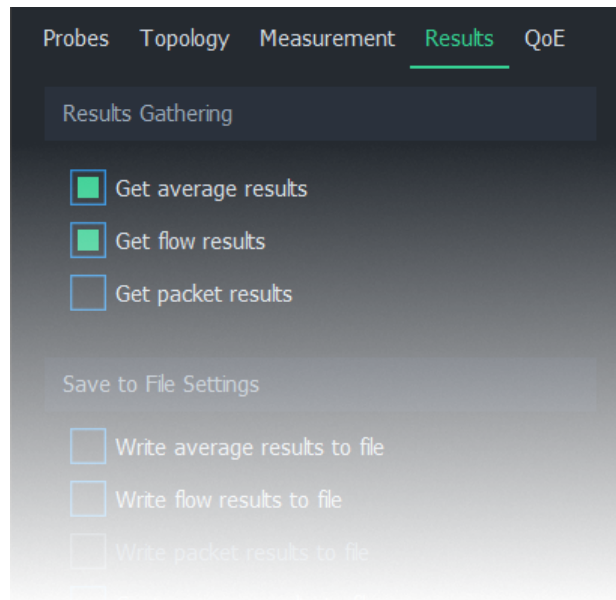 Probes Topology Measurement Results QoE
Results Gathering
Get average results
Get flow results
Get packet results
Save to File Settings
Write average results to file
Write flow results to file
Write packet results to file